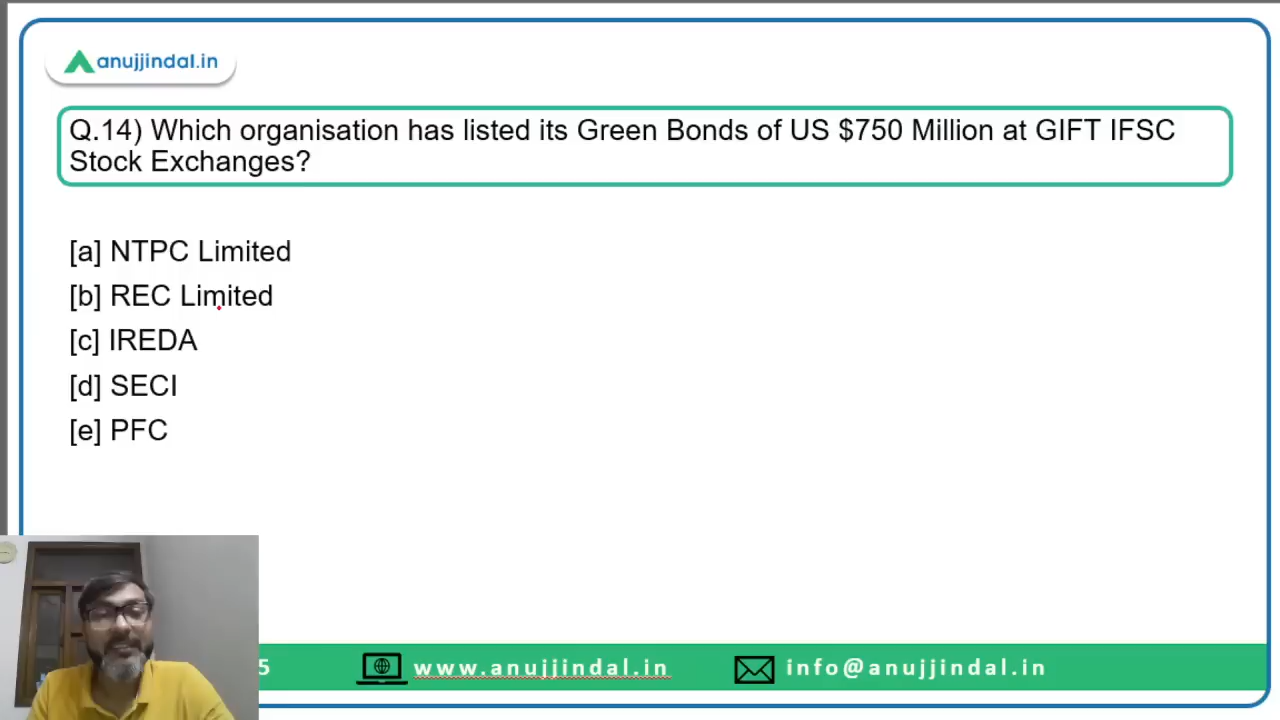 anujjindal.in
Q.14) Which organisation has listed its Green Bonds of US $750 Million at GIFT IFSC
Stock Exchanges?
[a] NTPC Limited
[b] REC Limited
[c] IREDA
[d] SECI
[e] PFC
5
www.anujjindal.in
info@anujjindal.in